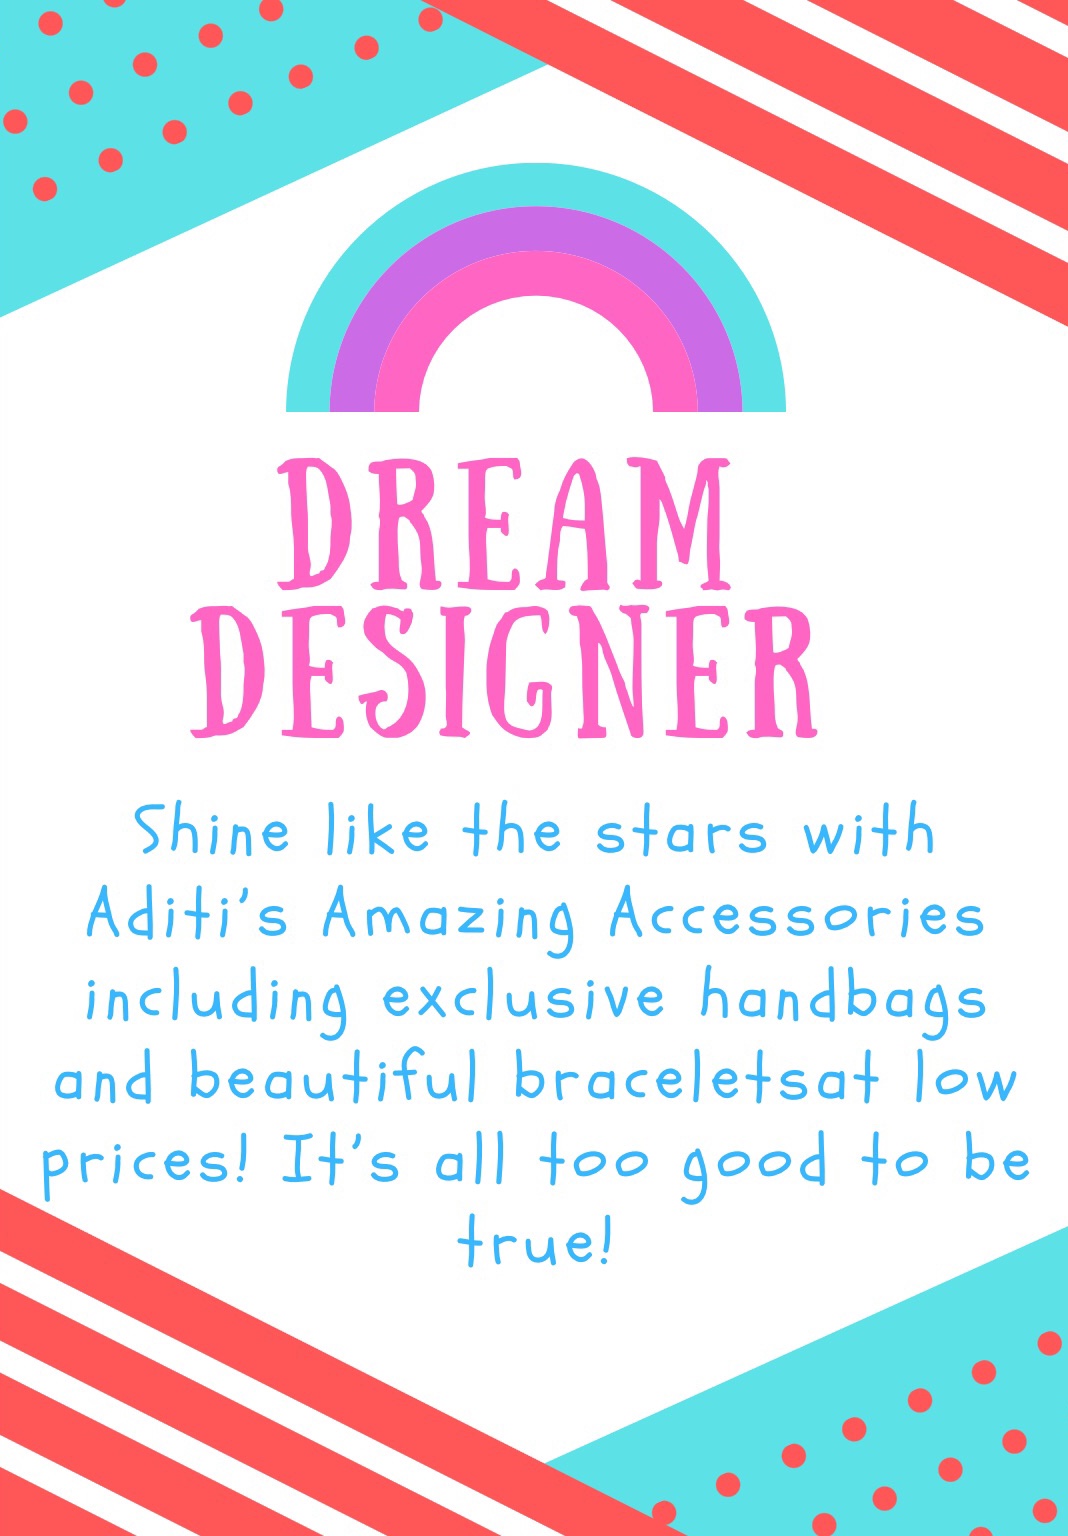 DREAM
DESIGNER
Shine like the stars with
Aditi's Amazing Accessories
including exclusive handbags
and beautiful braceletsat low
prices! It's all too good to be
true!